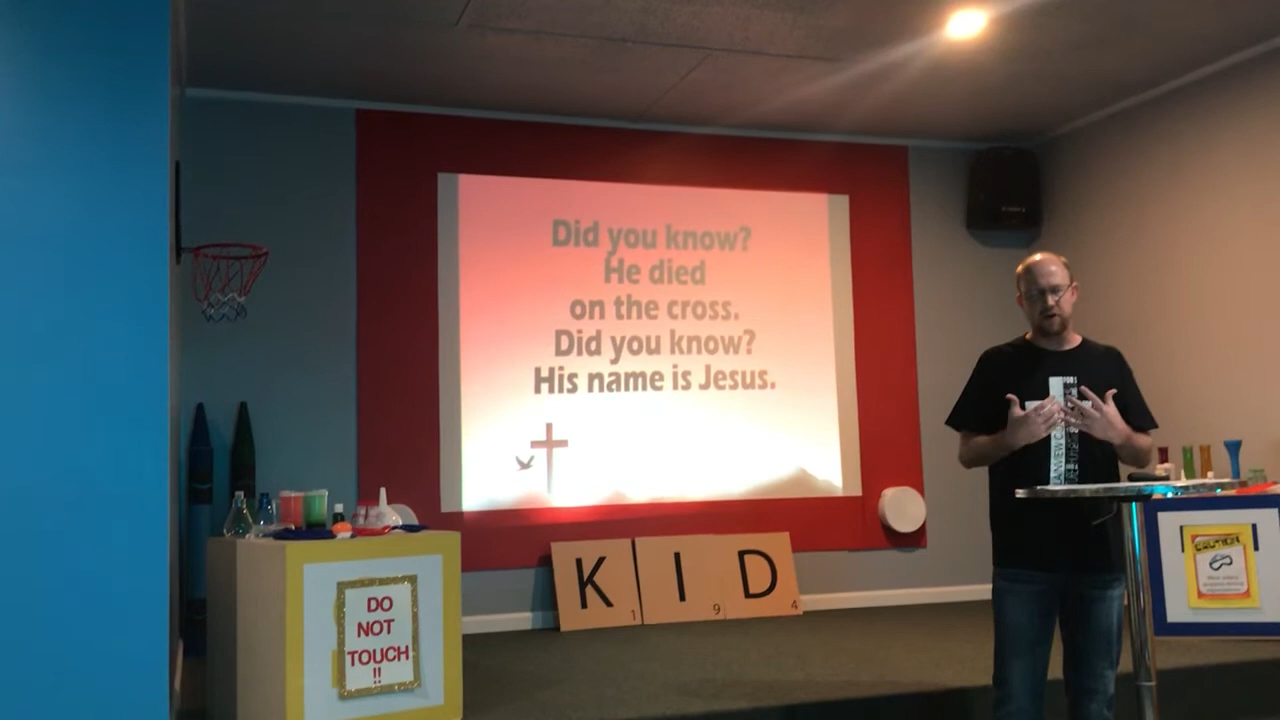 Did you know?
He died
on the cross.
Did you know?
His name is Jesus.
K I D
1 9 4
DO
NOT
TOUCH
!!
CAUTION